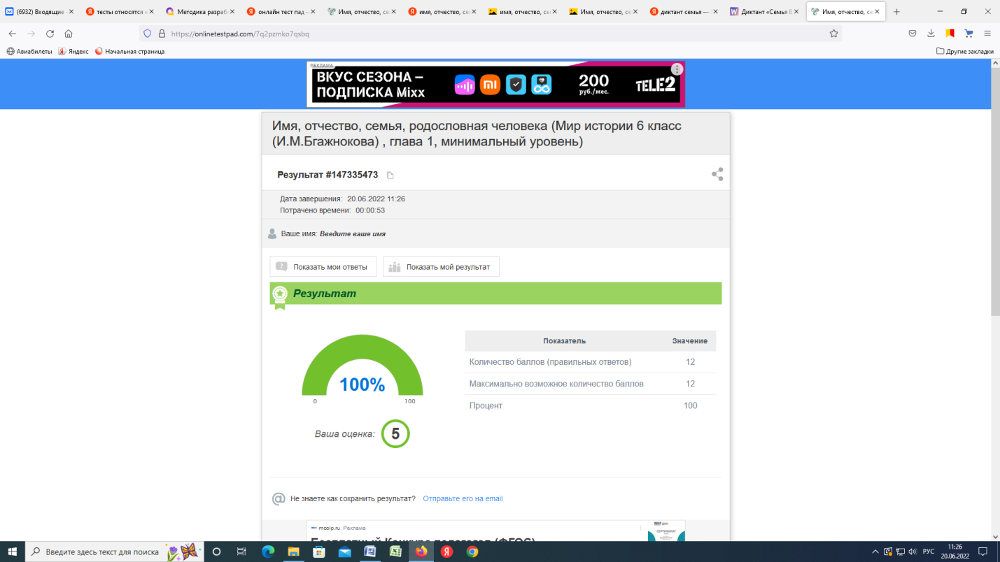 (6932) Входящие -
тесты относятся к
Методика разраб
онлайн тест пад –
Имя, отчество, се
имя, отчество, се
имя, отчество, се
Имя, отчество, се
диктант семья —
Диктант «Семья В
Имя, отчество, се
https://onlinetestpad.com/7q2pzmko7qsbq
Авиабилеты
Яндекс
Начальная страница
Другие закладки
РЕКЛАМА
ВКУС СЕЗОНА –
ПОДПИСКА Mixx
200
руб./мес.
TELE2
Имя, отчество, семья, родословная человека (Мир истории 6 класс
(И.М.Бгажнокова) , глава 1, минимальный уровень)
Результат #147335473
Дата завершения: 20.06.2022 11:26
Потрачено времени: 00:00:53
Ваше имя: Введите ваше имя
Показать мои ответы
Показать мой результат
Результат
100%
0
100
Ваша оценка: 5
Показатель Значение
Количество баллов (правильных ответов) 12
Максимально возможное количество баллов 12
Процент 100
Не знаете как сохранить результат? Отправьте его на email
mcoip.ru Реклама
Бесплатный Конкурс педагогов (ФГОС)
СЕРТИФИКАТ
Введите здесь текст для поиска
РУС
11:26
20.06.2022